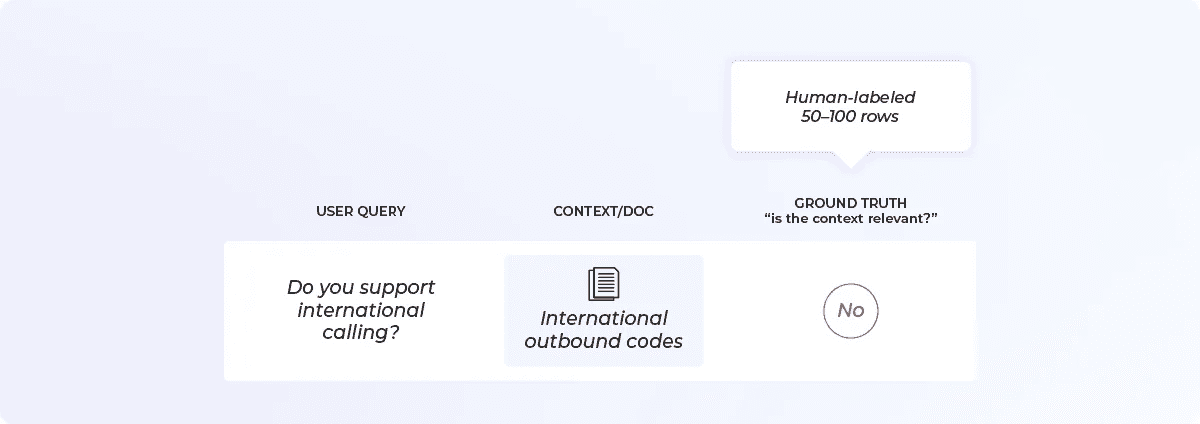 Human-labeled
50–100 rows
USER QUERY
CONTEXT/DOC
GROUND TRUTH
“is the context relevant?”
Do you support
international
calling?
International
outbound codes
No